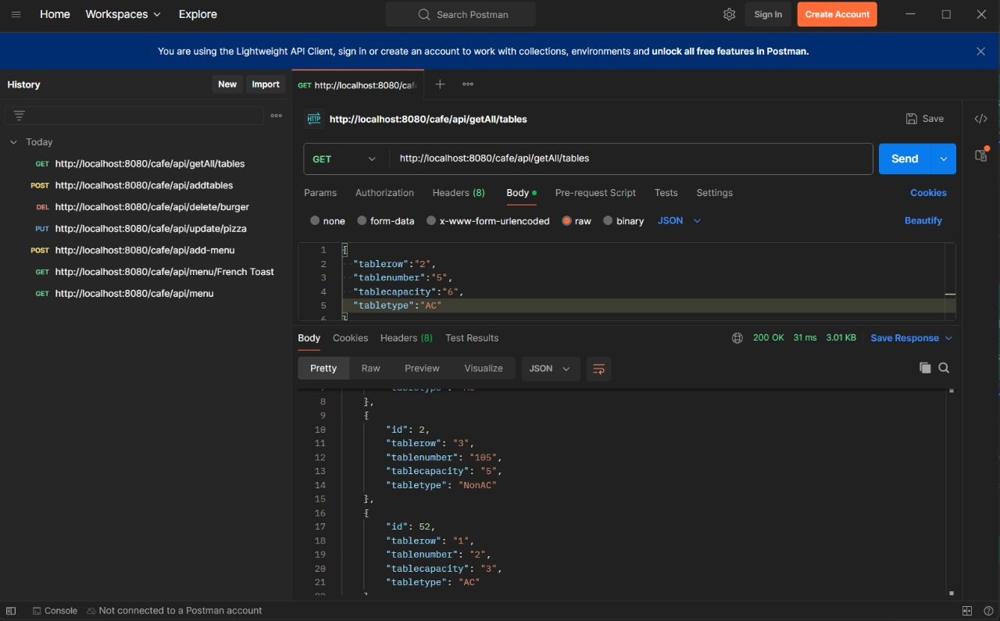 Home Workspaces Explore Search Postman Sign In Create Account
You are using the Lightweight API Client, sign in or create an account to work with collections, environments and unlock all free features in Postman.
History New Import
Today
GET http://localhost:8080/cafe/api/getAll/tables
POST http://localhost:8080/cafe/api/addtables
DEL http://localhost:8080/cafe/api/delete/burger
PUT http://localhost:8080/cafe/api/update/pizza
POST http://localhost:8080/cafe/api/add-menu
GET http://localhost:8080/cafe/api/menu/French Toast
GET http://localhost:8080/cafe/api/menu
GET http://localhost:8080/caf
HTTP http://localhost:8080/cafe/api/getAll/tables Save </>
GET http://localhost:8080/cafe/api/getAll/tables Send
Params Authorization Headers (8) Body Pre-request Script Tests Settings Cookies
none form-data x-www-form-urlencoded raw binary JSON Beautify
1 {
2 "tablerow":"2",
3 "tablenumber":"5",
4 "tablecapacity":"6",
5 "tabletype":"AC"
6 }
Body Cookies Headers (8) Test Results 200 OK 31 ms 3.01 KB Save Response
Pretty Raw Preview Visualize JSON
7 "tabletype": "AC"
8 },
9 {
10 "id": 2,
11 "tablerow": "3",
12 "tablenumber": "105",
13 "tablecapacity": "5",
14 "tabletype": "NonAC"
15 },
16 {
17 "id": 52,
18 "tablerow": "1",
19 "tablenumber": "2",
20 "tablecapacity": "3",
21 "tabletype": "AC"
Console Not connected to a Postman account